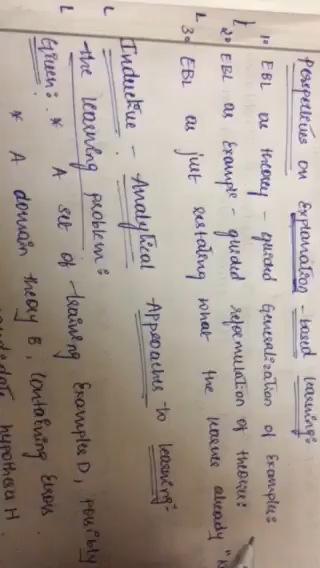 Perspectives on Explanation - based learning:
1. EBL as theory - guided Generalization of Examples:
2. EBL as Example - guided reformulation of theories:
3. EBL as just restating what the learner already
Inductive - Analytical Approaches to learning:-
The learning problem:
Given: * A set of learning Examples D, possibly
* A domain theory B, containing Errors
hypotheses H.